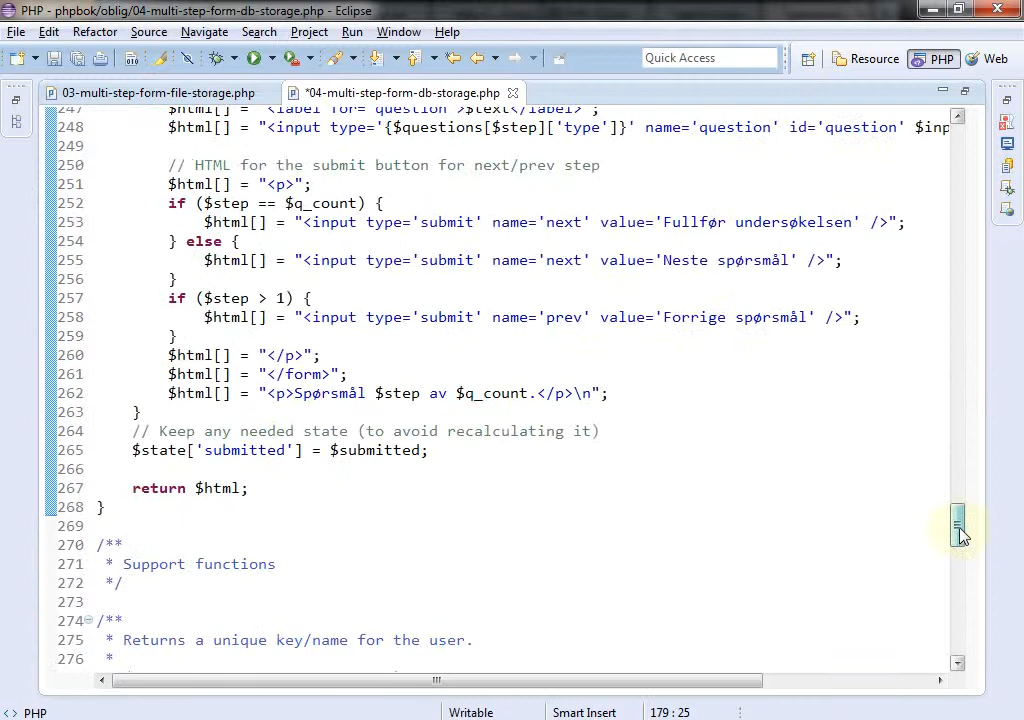 PHP - phpbok/oblig/04-multi-step-form-db-storage.php - Eclipse
File Edit Refactor Source Navigate Search Project Run Window Help
Quick Access Resource PHP Web
03-multi-step-form-file-storage.php *04-multi-step-form-db-storage.php
247 $html[] = "<label for='question'>$text</label>";
248 $html[] = "<input type='{$questions[$step]['type']}' name='question' id='question' $inp
249
250 // HTML for the submit button for next/prev step
251 $html[] = "<p>";
252 if ($step == $q_count) {
253 $html[] = "<input type='submit' name='next' value='Fullfør undersøkelsen' />";
254 } else {
255 $html[] = "<input type='submit' name='next' value='Neste spørsmål' />";
256 }
257 if ($step > 1) {
258 $html[] = "<input type='submit' name='prev' value='Forrige spørsmål' />";
259 }
260 $html[] = "</p>";
261 $html[] = "</form>";
262 $html[] = "<p>Spørsmål $step av $q_count.</p>\n";
263 }
264 // Keep any needed state (to avoid recalculating it)
265 $state['submitted'] = $submitted;
266
267 return $html;
268 }
269
270 /**
271 * Support functions
272 */
273
274 /**
275 * Returns a unique key/name for the user.
276 *
<> PHP Writable Smart Insert 179 : 25